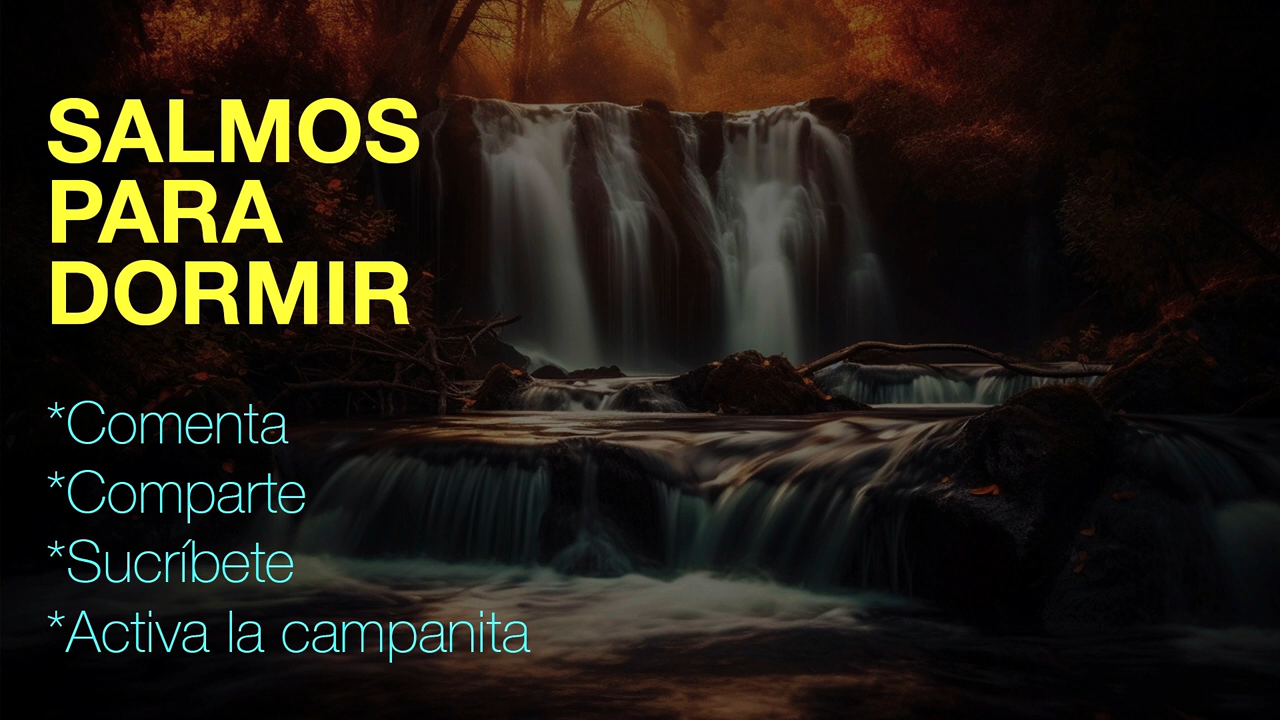 SALMOS
PARA
DORMIR
*Comenta
*Comparte
*Sucríbete
*Activa la campanita